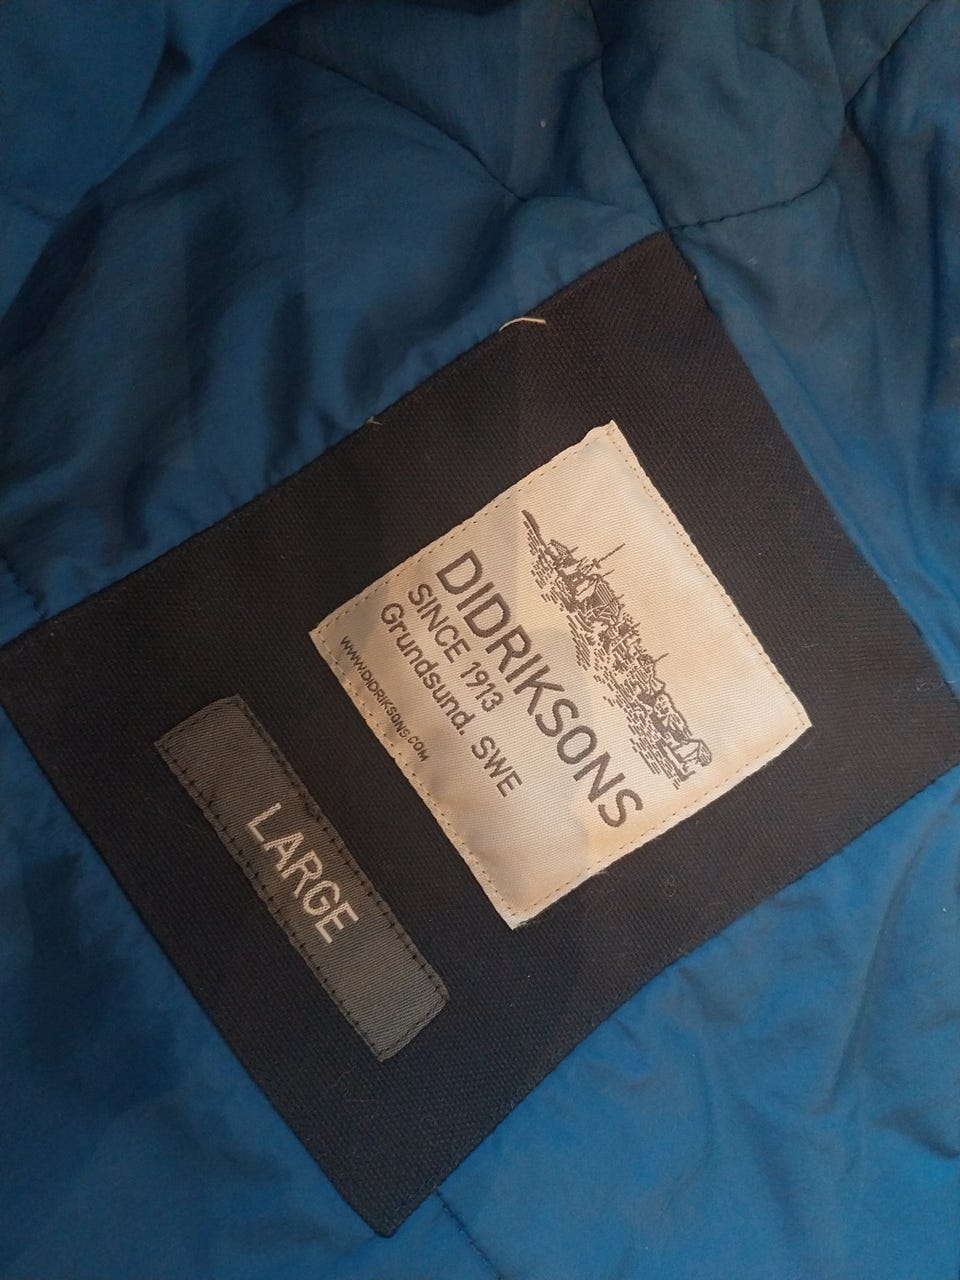 DIDRIKSONS
SINCE 1913
Grundsund. SWE
WWW.DIDRIKSONS.COM
LARGE